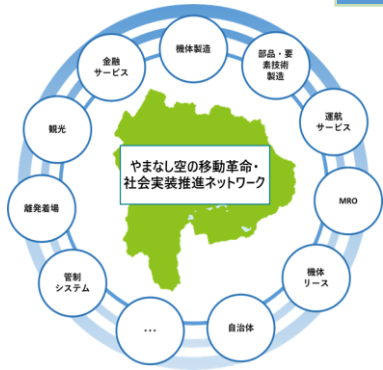 機体製造
部品・要
素技術
製造
運航
サービス
MRO
機体
リース
自治体
...
管制
システム
離発着場
観光
金融
サービス
やまなし空の移動革命・
社会実装推進ネットワーク